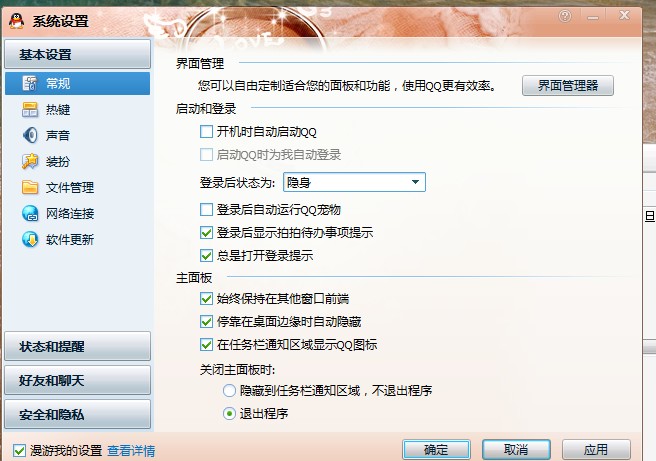 系统设置
基本设置
常规
热键
声音
装扮
文件管理
网络连接
软件更新
状态和提醒
好友和聊天
安全和隐私
界面管理
您可以自由定制适合您的面板和功能，使用QQ更有效率。
界面管理器
启动和登录
开机时自动启动QQ
启动QQ时为我自动登录
登录后状态为: 隐身
登录后自动运行QQ宠物
登录后显示拍拍待办事项提示
总是打开登录提示
主面板
始终保持在其他窗口前端
停靠在桌面边缘时自动隐藏
在任务栏通知区域显示QQ图标
关闭主面板时:
隐藏到任务栏通知区域，不退出程序
退出程序
漫游我的设置 查看详情
确定 取消 应用